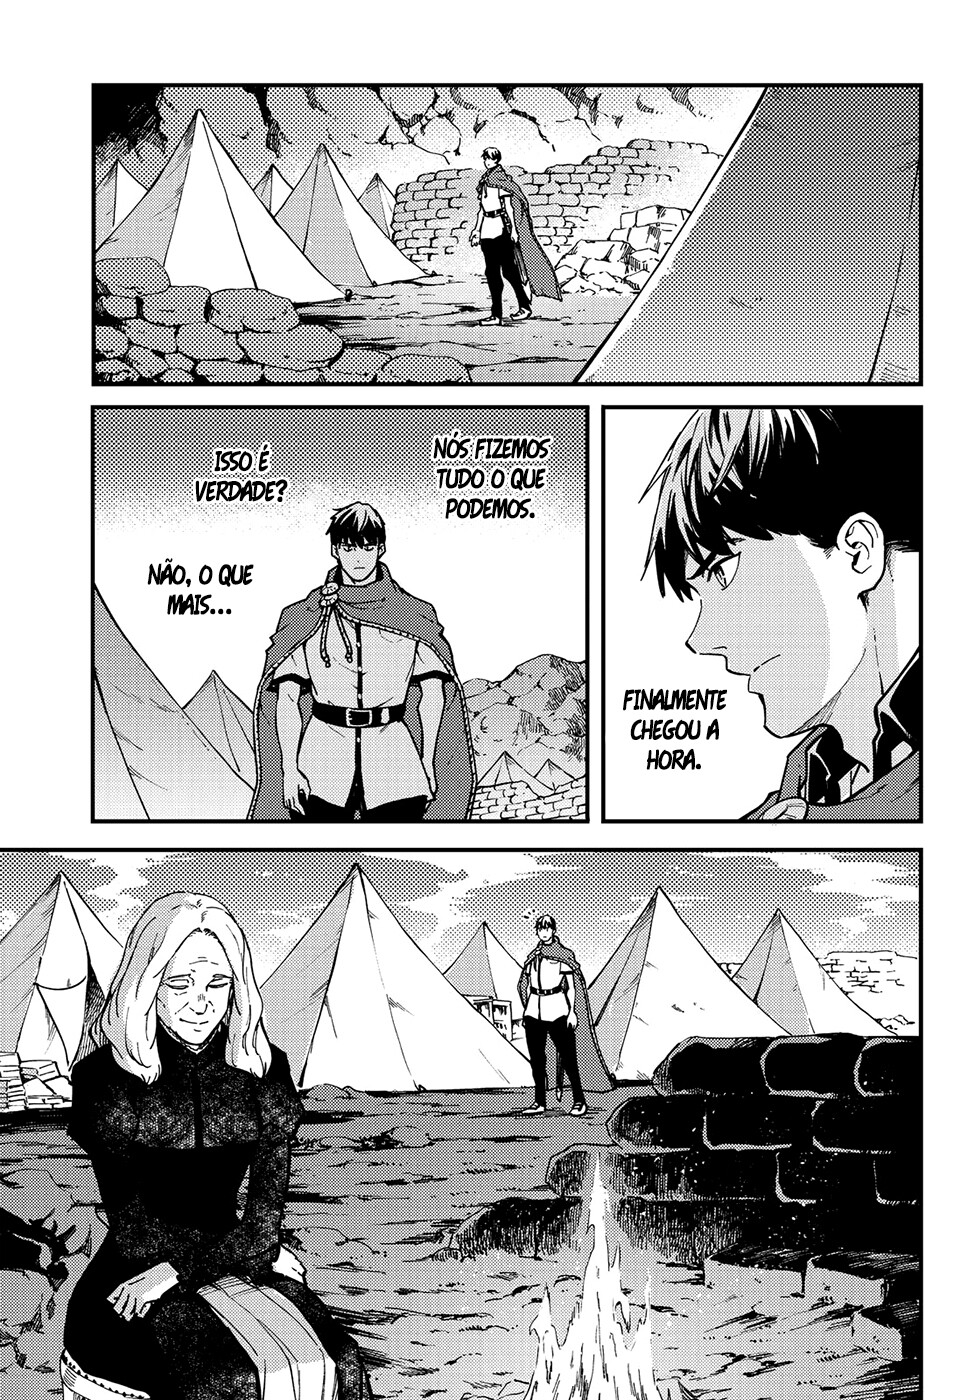 FINALMENTE
CHEGOU A
HORA.
NÓS FIZEMOS
TUDO O QUE
PODEMOS.
ISSO É
VERDADE?
NÃO, O QUE
MAIS...